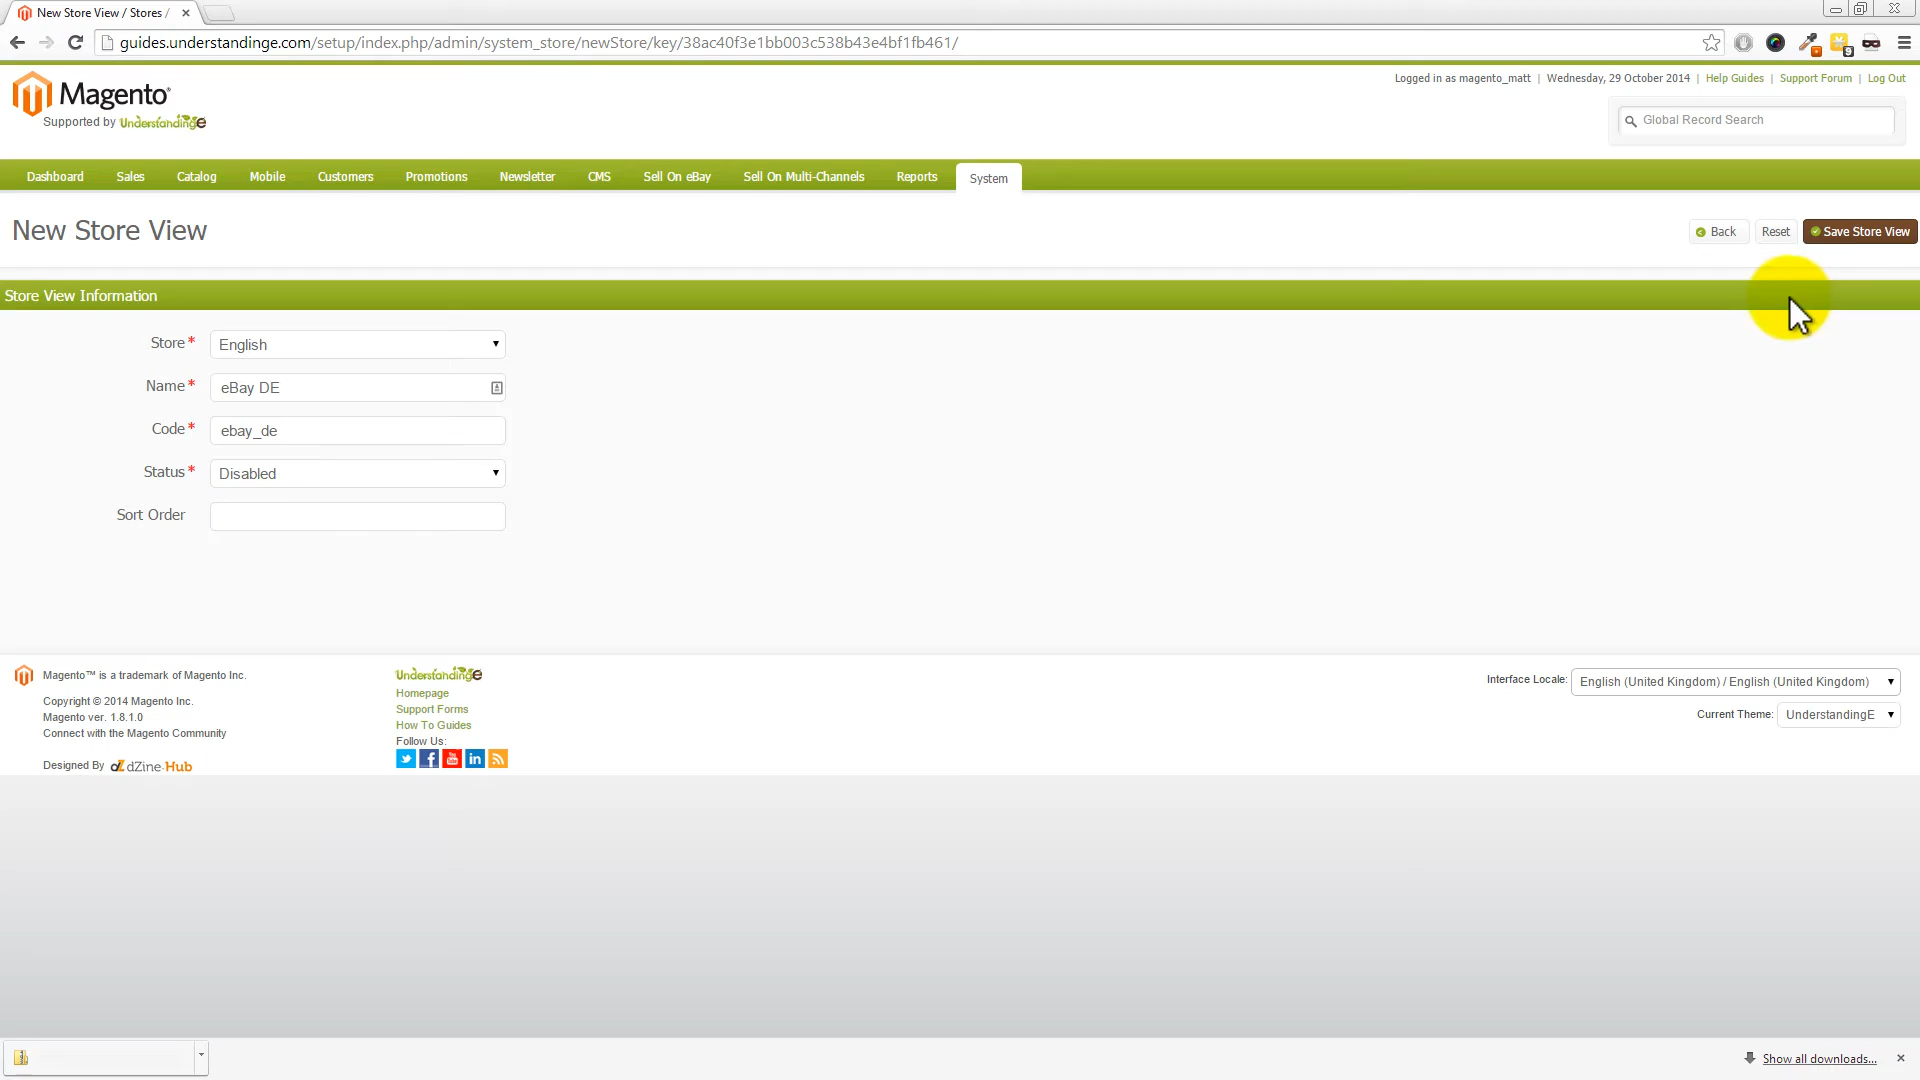 New Store View / Stores /
guides.understandinge.com/setup/index.php/admin/system_store/newStore/key/38ac40f3e1bb003c538b43e4bf1fb461/
9
Magento®
Supported by UnderstandingE
Logged in as magento_matt | Wednesday, 29 October 2014 | Help Guides | Support Forum | Log Out
Global Record Search
Dashboard Sales Catalog Mobile Customers Promotions Newsletter CMS Sell On eBay Sell On Multi-Channels Reports System
New Store View
Back Reset Save Store View
Store View Information
Store* English
Name* eBay DE
Code* ebay_de
Status* Disabled
Sort Order
Magento™ is a trademark of Magento Inc.
Copyright © 2014 Magento Inc.
Magento ver. 1.8.1.0
Connect with the Magento Community
Designed By dZine-Hub
UnderstandingE
Homepage
Support Forms
How To Guides
Follow Us:
Interface Locale: English (United Kingdom) / English (United Kingdom)
Current Theme: UnderstandingE
Show all downloads...